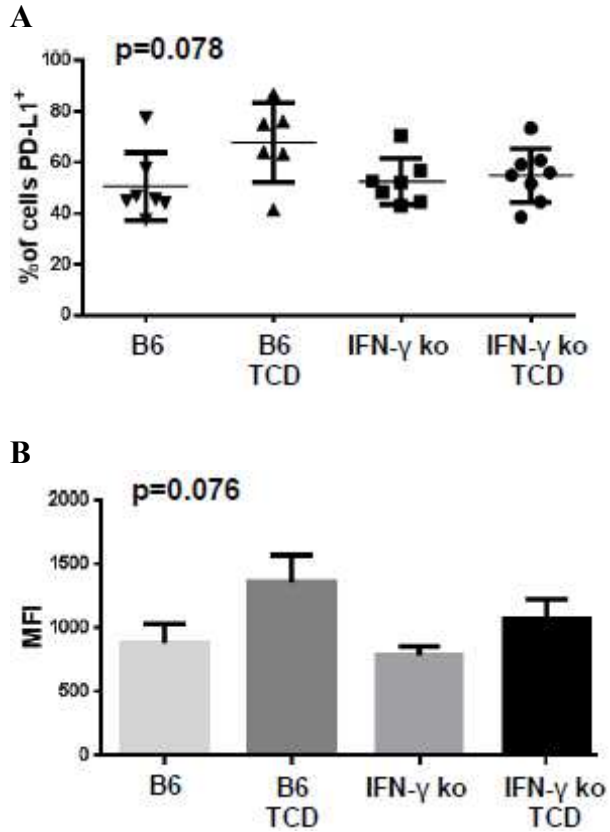 A
p=0.078
%of cells PD-L1+
100
80
60
40
20
0
B6
B6
TCD
IFN-γ ko
IFN-γ ko
TCD
B
p=0.076
MFI
2000
1500
1000
500
0
B6
B6
TCD
IFN-γ ko
IFN-γ ko
TCD